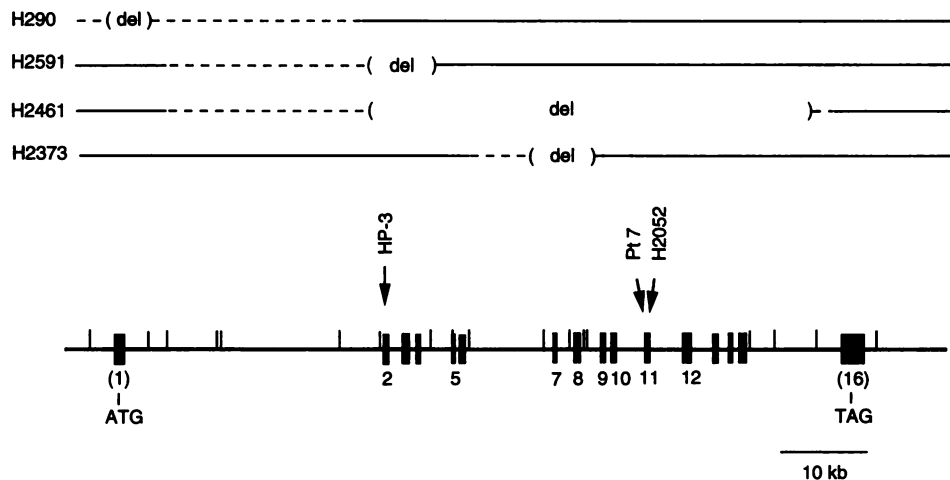 H290 (del)
H2591 ( del )
H2461 ( del )
H2373 ( del )
HP-3
Pt 7
H2052
(1) 2 5 7 8 9 10 11 12 (16)
ATG TAG
10 kb